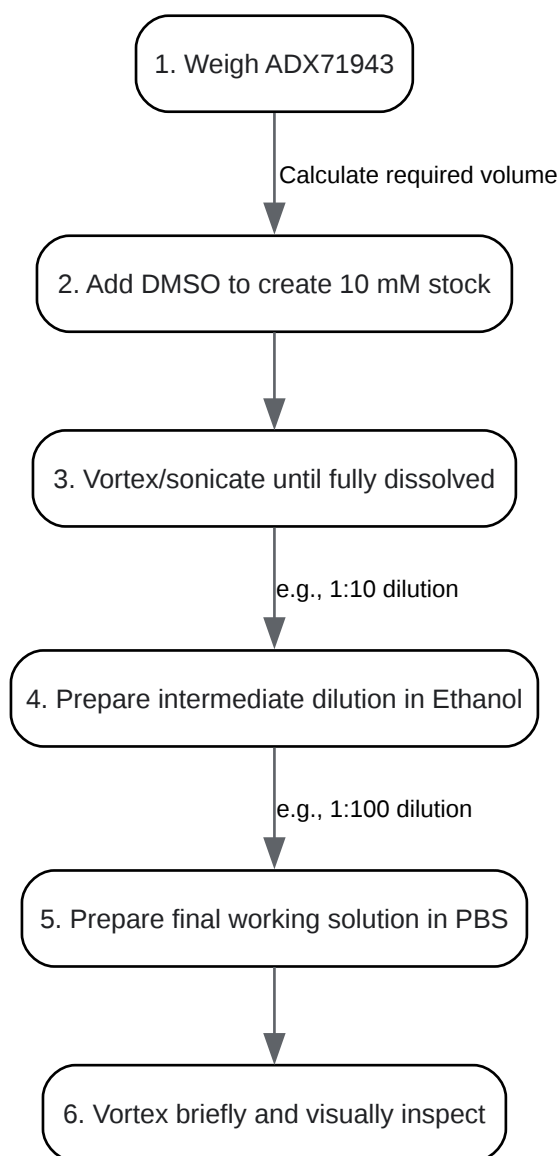 1. Weigh ADX71943
Calculate required volume
2. Add DMSO to create 10 mM stock
3. Vortex/sonicate until fully dissolved
e.g., 1:10 dilution
4. Prepare intermediate dilution in Ethanol
e.g., 1:100 dilution
5. Prepare final working solution in PBS
6. Vortex briefly and visually inspect